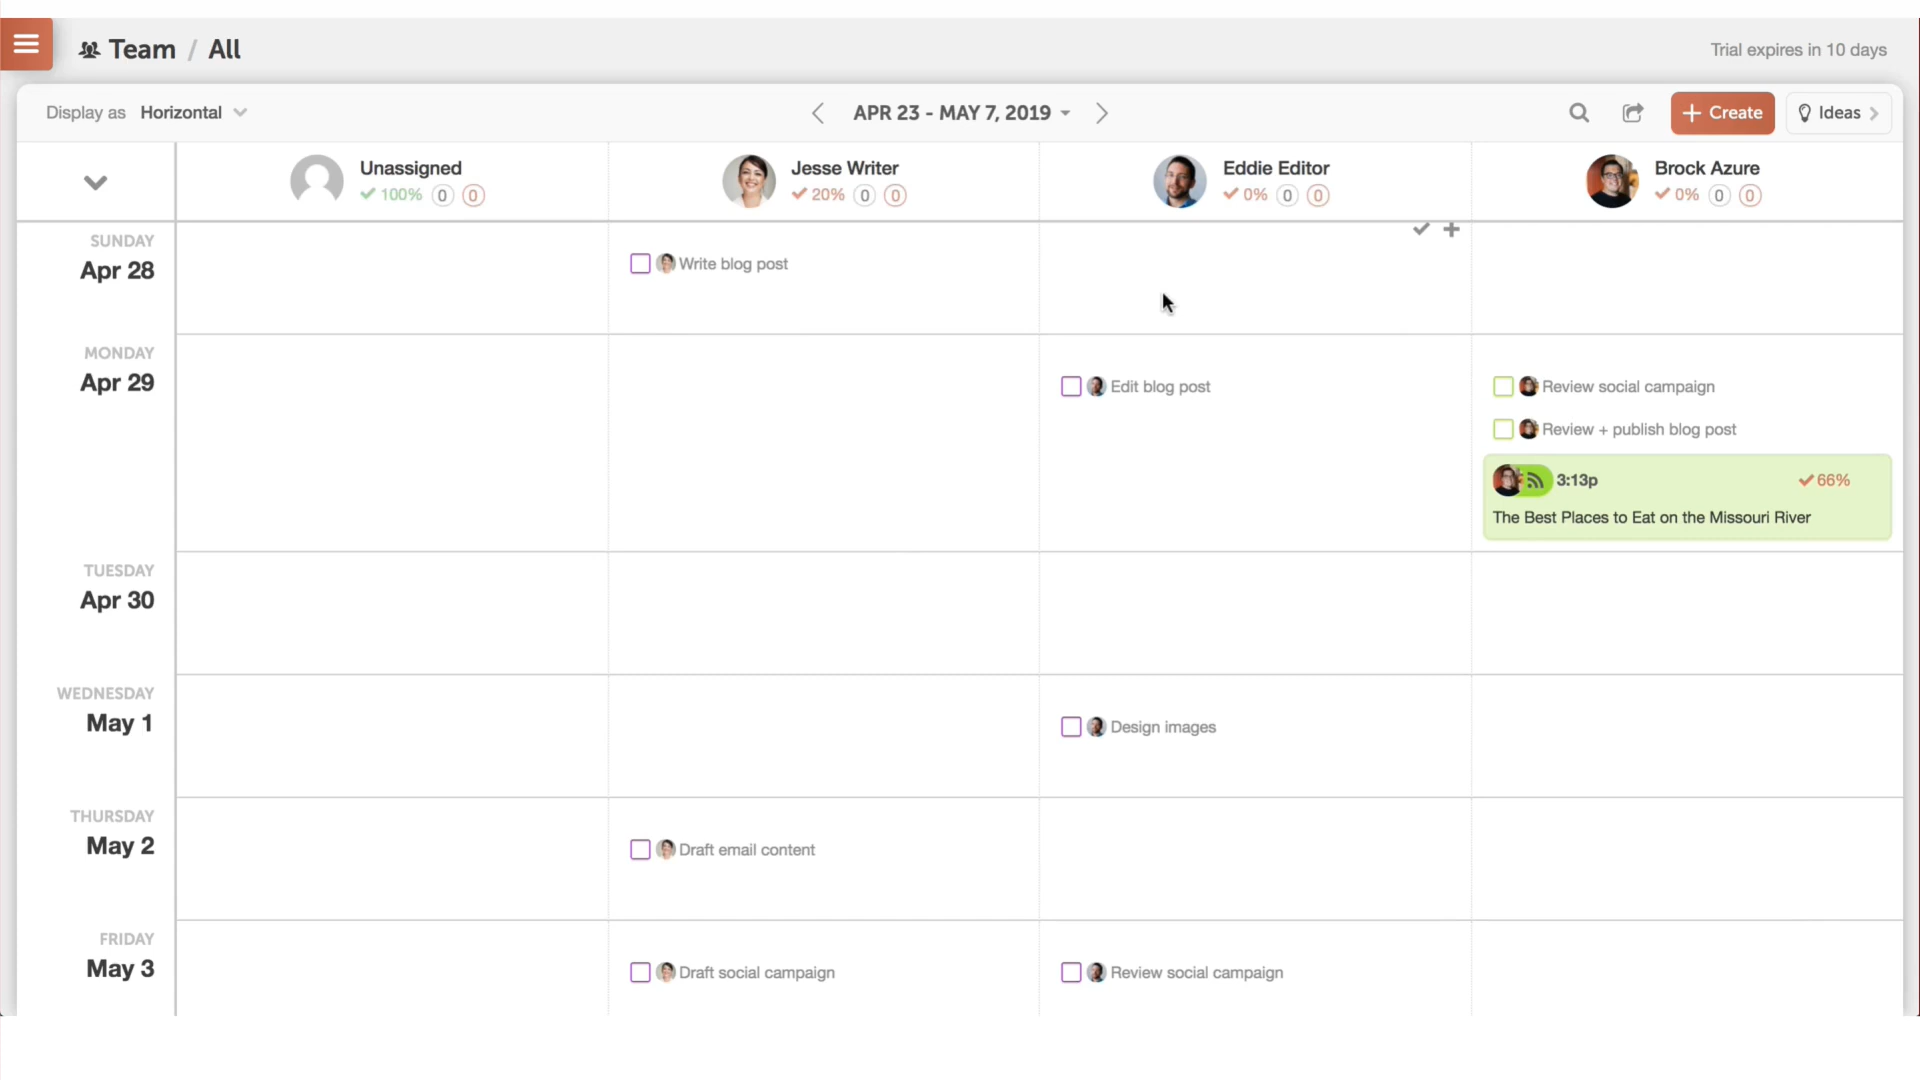 Team / All
Trial expires in 10 days
Display as Horizontal
APR 23 - MAY 7, 2019
+ Create
Ideas
Unassigned
100% 0 0
Jesse Writer
20% 0 0
Eddie Editor
0% 0 0
Brock Azure
0% 0 0
SUNDAY
Apr 28
Write blog post
MONDAY
Apr 29
Edit blog post
Review social campaign
Review + publish blog post
3:13p 66%
The Best Places to Eat on the Missouri River
TUESDAY
Apr 30
WEDNESDAY
May 1
Design images
THURSDAY
May 2
Draft email content
FRIDAY
May 3
Draft social campaign
Review social campaign